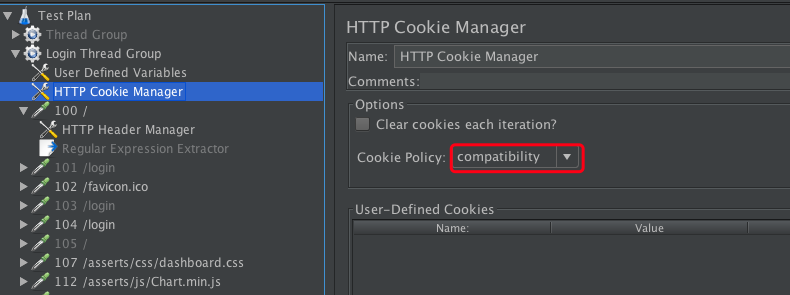 Test Plan
Thread Group
Login Thread Group
User Defined Variables
HTTP Cookie Manager
100 /
HTTP Header Manager
Regular Expression Extractor
101 /login
102 /favicon.ico
103 /login
104 /login
105 /
107 /asserts/css/dashboard.css
112 /asserts/js/Chart.min.js
HTTP Cookie Manager
Name: HTTP Cookie Manager
Comments:
Options
Clear cookies each iteration?
Cookie Policy: compatibility
User-Defined Cookies
Name: Value